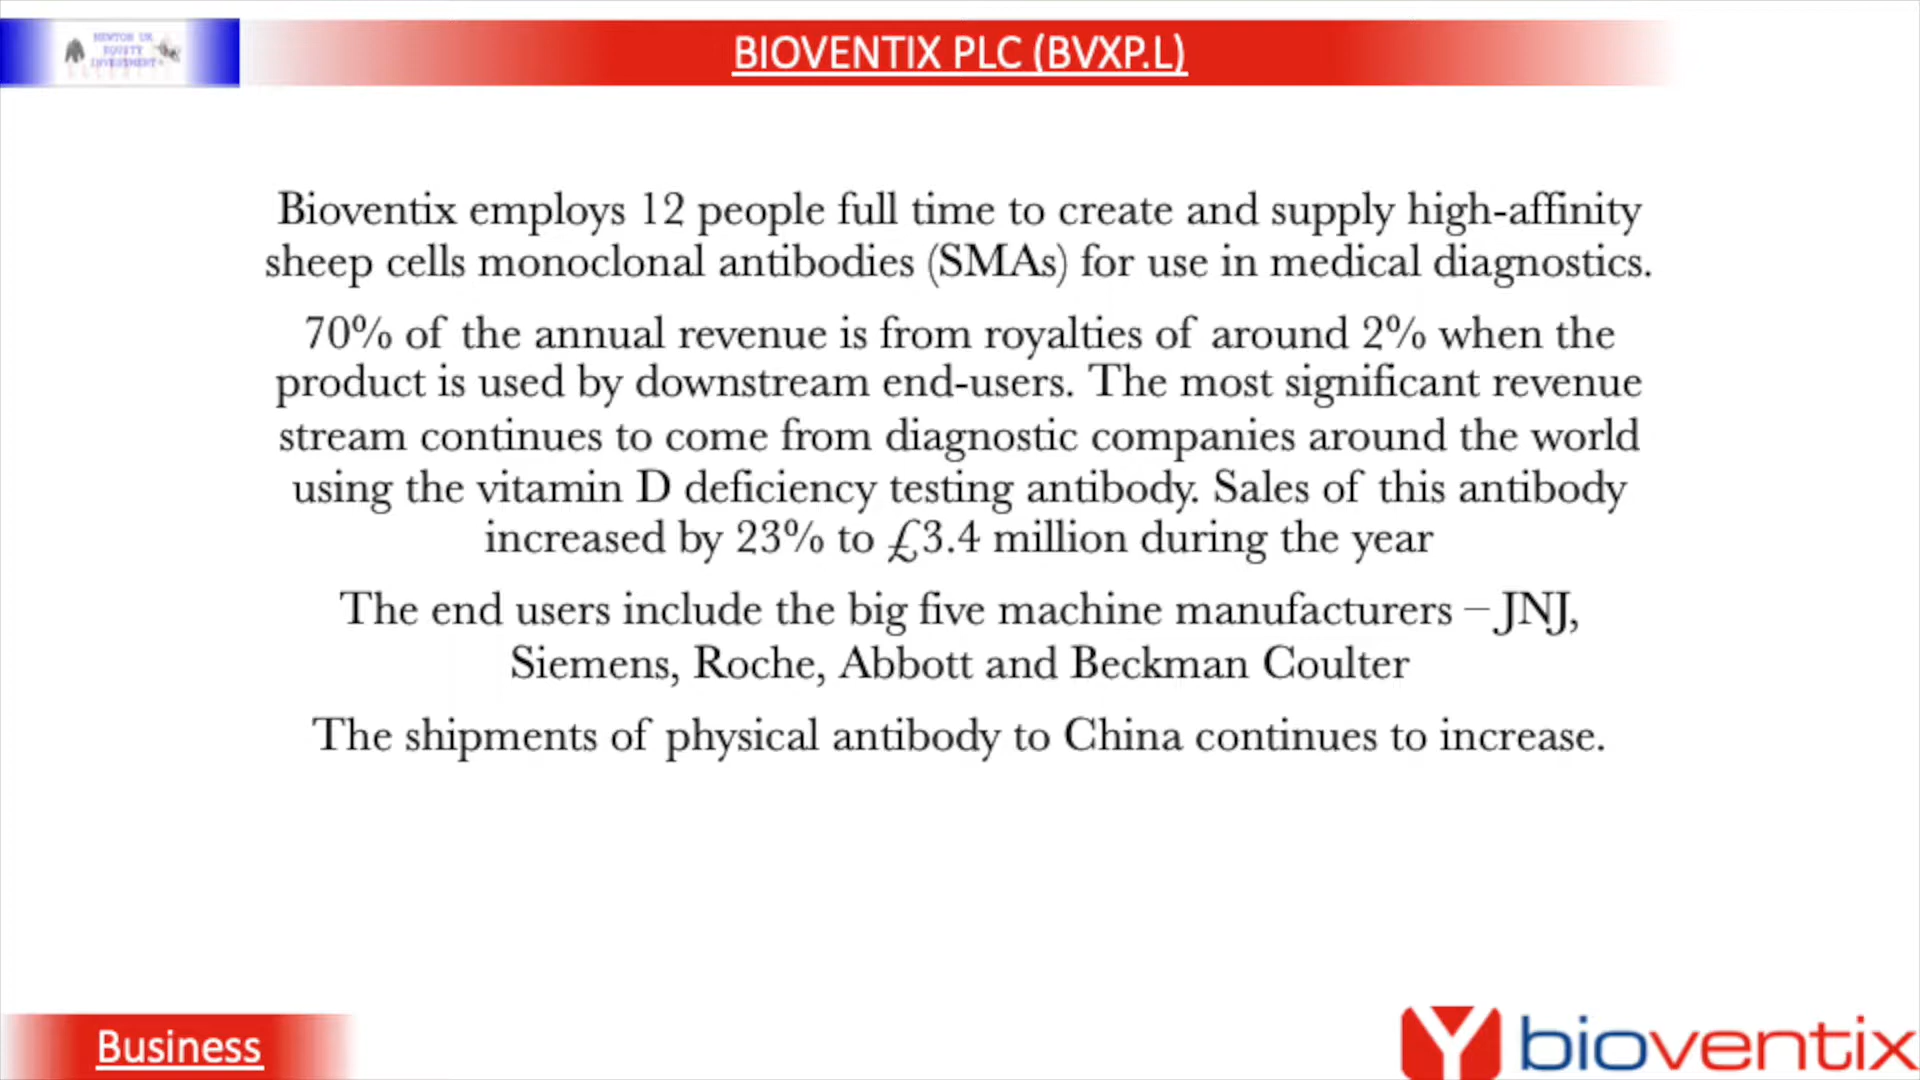 NEWTON UK
EQUITY
INVESTMENT
BIOVENTIX PLC (BVXP.L)
Bioventix employs 12 people full time to create and supply high-affinity
sheep cells monoclonal antibodies (SMAs) for use in medical diagnostics.
70% of the annual revenue is from royalties of around 2% when the
product is used by downstream end-users. The most significant revenue
stream continues to come from diagnostic companies around the world
using the vitamin D deficiency testing antibody. Sales of this antibody
increased by 23% to £3.4 million during the year
The end users include the big five machine manufacturers – JNJ,
Siemens, Roche, Abbott and Beckman Coulter
The shipments of physical antibody to China continues to increase.
Business
bioventix